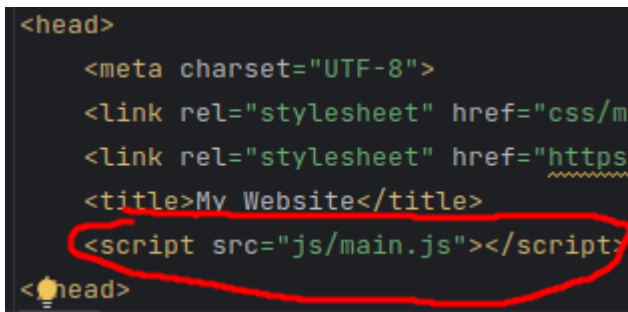 <head>
<meta charset="UTF-8">
<link rel="stylesheet" href="css/m
<link rel="stylesheet" href="https
<title>My Website</title>
<script src="js/main.js"></script>
</head>